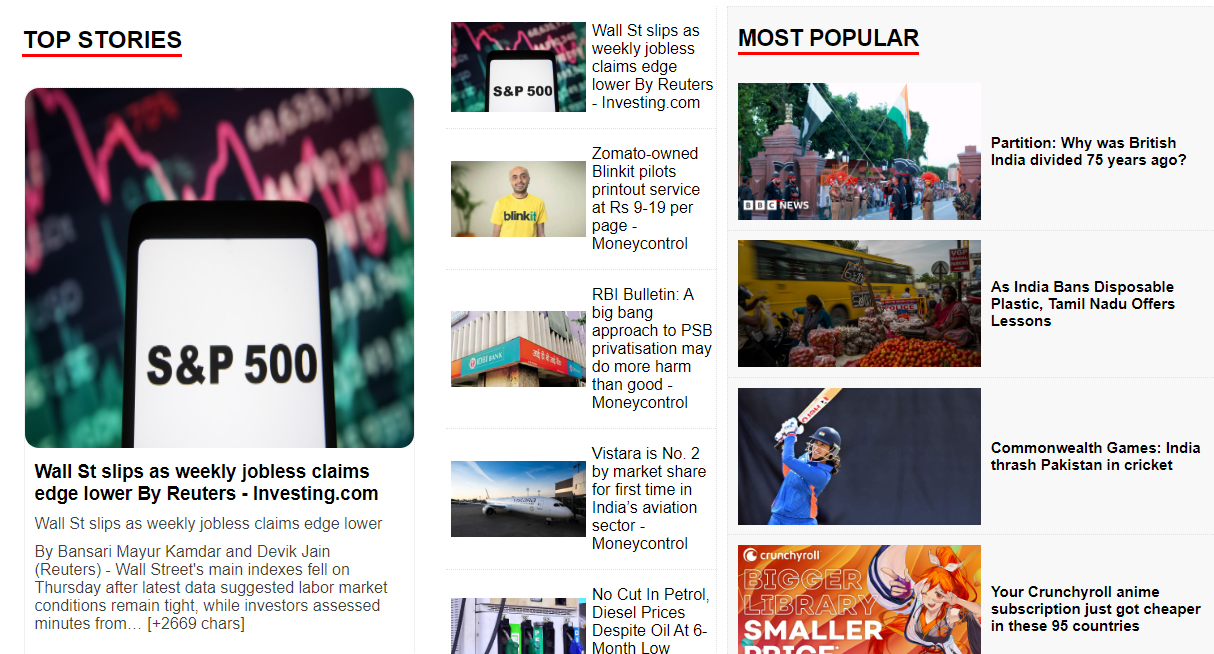 TOP STORIES
S&P 500
Wall St slips as weekly jobless claims
edge lower By Reuters - Investing.com
Wall St slips as weekly jobless claims edge lower
By Bansari Mayur Kamdar and Devik Jain
(Reuters) - Wall Street's main indexes fell on
Thursday after latest data suggested labor market
conditions remain tight, while investors assessed
minutes from… [+2669 chars]
S&P 500
Wall St slips as
weekly jobless
claims edge
lower By Reuters
- Investing.com
blinkit
Zomato-owned
Blinkit pilots
printout service
at Rs 9-19 per
page -
Moneycontrol
IDBI BANK
RBI Bulletin: A
big bang
approach to PSB
privatisation may
do more harm
than good -
Moneycontrol
Vistara is No. 2
by market share
for first time in
India's aviation
sector -
Moneycontrol
No Cut In Petrol,
Diesel Prices
Despite Oil At 6-
Month Low
MOST POPULAR
BBC NEWS
Partition: Why was British
India divided 75 years ago?
POLICE
As India Bans Disposable
Plastic, Tamil Nadu Offers
Lessons
Commonwealth Games: India
thrash Pakistan in cricket
crunchyroll
BIGGER
LIBRARY
SMALLER
PRICE
Your Crunchyroll anime
subscription just got cheaper
in these 95 countries